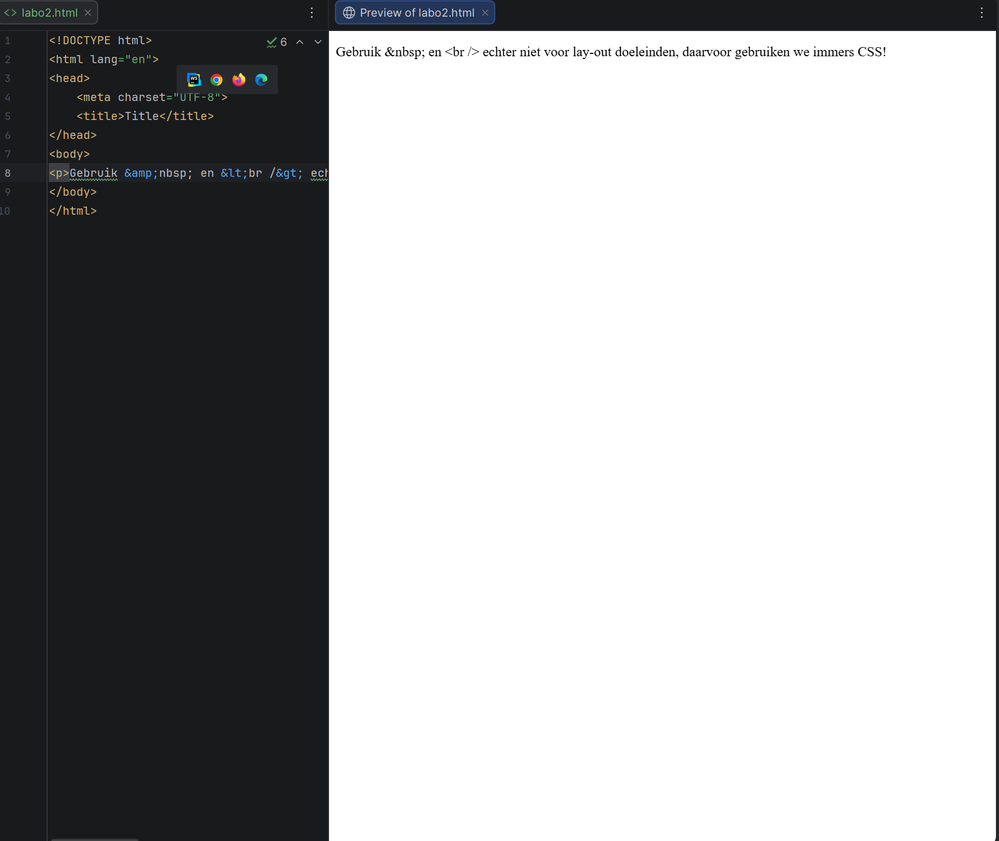 <> labo2.html ×
Preview of labo2.html ×
6
1 <!DOCTYPE html>
2 <html lang="en">
3 <head>
WS
4 <meta charset="UTF-8">
5 <title>Title</title>
6 </head>
7 <body>
8 <p>Gebruik &amp;nbsp; en &lt;br /&gt; ech
9 </body>
10 </html>
Gebruik &nbsp; en <br /> echter niet voor lay-out doeleinden, daarvoor gebruiken we immers CSS!